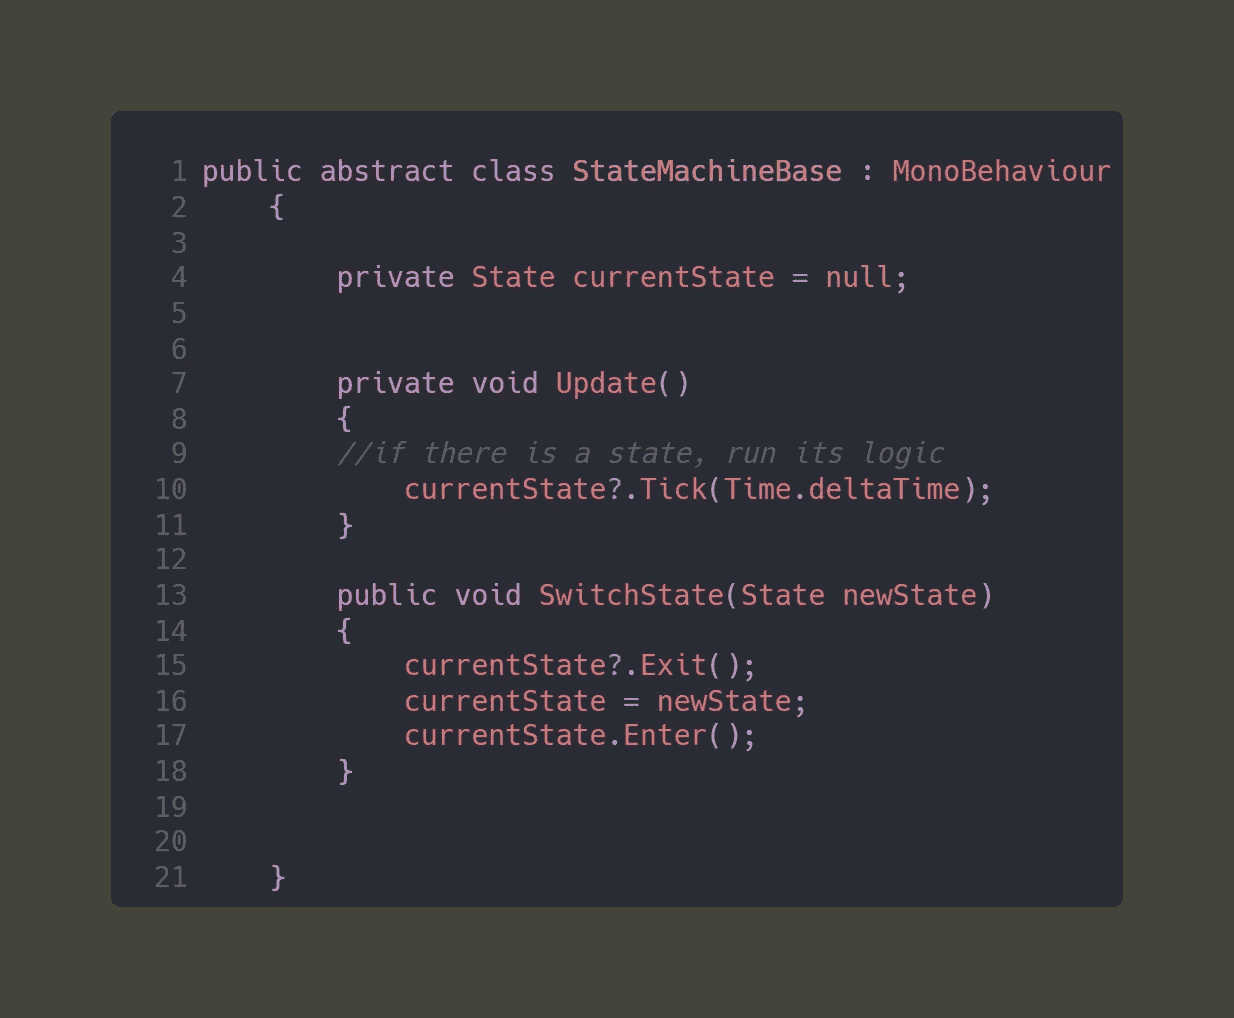 1 public abstract class StateMachineBase : MonoBehaviour
2     {
3
4         private State currentState = null;
5
6
7         private void Update()
8         {
9         //if there is a state, run its logic
10             currentState?.Tick(Time.deltaTime);
11         }
12
13         public void SwitchState(State newState)
14         {
15             currentState?.Exit();
16             currentState = newState;
17             currentState.Enter();
18         }
19
20
21     }